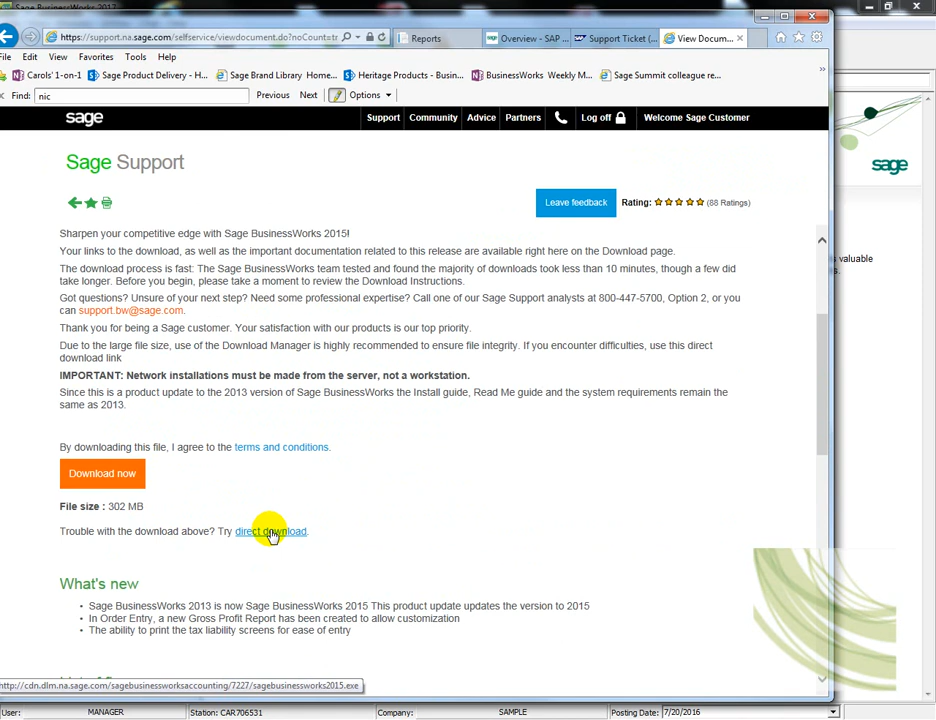 Sage BusinessWorks 2017
https://support.na.sage.com/selfservice/viewdocument.do?noCount=tr
Reports
Overview - SAP ...
Support Ticket (...
View Docum...
File Edit View Favorites Tools Help
Carols' 1-on-1
Sage Product Delivery - H...
Sage Brand Library Home...
Heritage Products - Busin...
BusinessWorks Weekly M...
Sage Summit colleague re...
Find: nic Previous Next Options
sage
Support Community Advice Partners Log off Welcome Sage Customer
sage
Sage Support
Leave feedback Rating: (88 Ratings)
Sharpen your competitive edge with Sage BusinessWorks 2015!
Your links to the download, as well as the important documentation related to this release are available right here on the Download page.
The download process is fast: The Sage BusinessWorks team tested and found the majority of downloads took less than 10 minutes, though a few did
take longer. Before you begin, please take a moment to review the Download Instructions.
Got questions? Unsure of your next step? Need some professional expertise? Call one of our Sage Support analysts at 800-447-5700, Option 2, or you
can support.bw@sage.com.
Thank you for being a Sage customer. Your satisfaction with our products is our top priority.
Due to the large file size, use of the Download Manager is highly recommended to ensure file integrity. If you encounter difficulties, use this direct
download link
IMPORTANT: Network installations must be made from the server, not a workstation.
Since this is a product update to the 2013 version of Sage BusinessWorks the Install guide, Read Me guide and the system requirements remain the
same as 2013.
s valuable
s.
By downloading this file, I agree to the terms and conditions.
Download now
File size : 302 MB
Trouble with the download above? Try direct download.
What's new
• Sage BusinessWorks 2013 is now Sage BusinessWorks 2015 This product update updates the version to 2015
• In Order Entry, a new Gross Profit Report has been created to allow customization
• The ability to print the tax liability screens for ease of entry
http://cdn.dlm.na.sage.com/sagebusinessworksaccounting/7227/sagebusinessworks2015.exe
User: MANAGER Station: CAR706531 Company: SAMPLE Posting Date: 7/20/2016